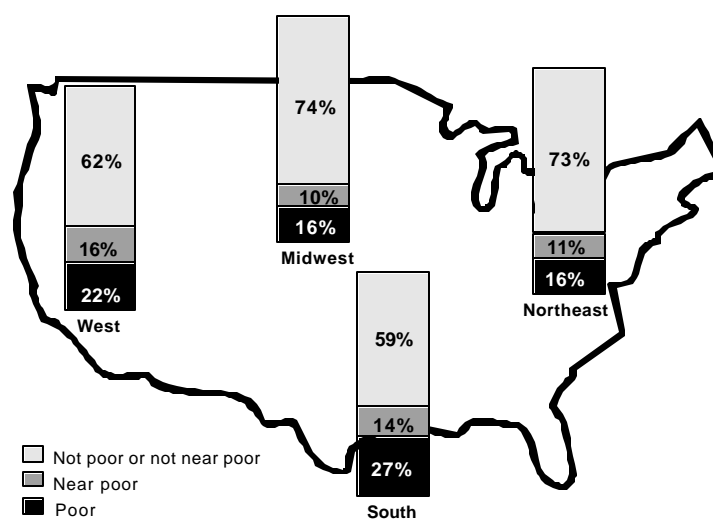 74%
10%
16%
Midwest
62%
16%
22%
West
73%
11%
16%
Northeast
59%
14%
27%
South
Not poor or not near poor
Near poor
Poor